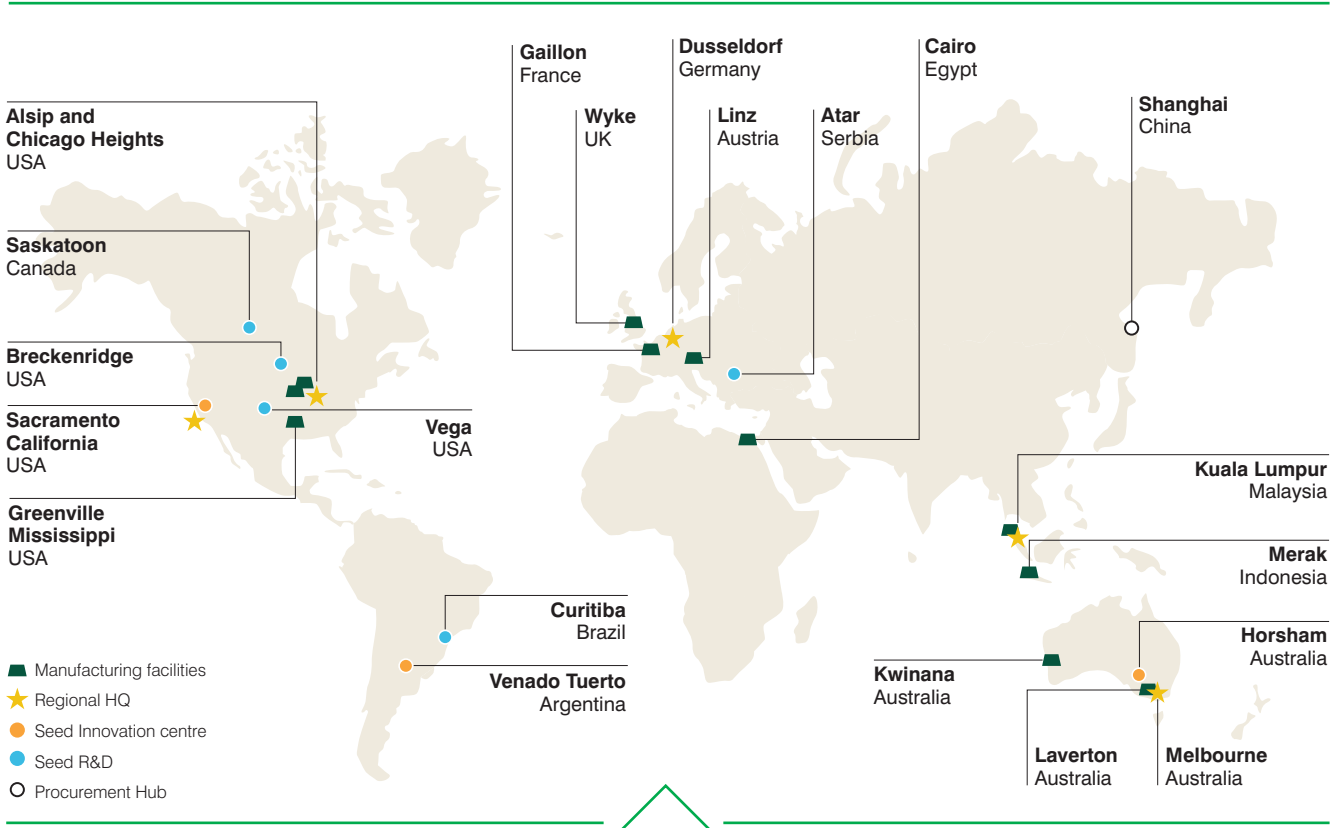 Gaillon
France
Dusseldorf
Germany
Cairo
Egypt
Alsip and
Chicago Heights
USA
Wyke
UK
Linz
Austria
Atar
Serbia
Shanghai
China
Saskatoon
Canada
Breckenridge
USA
Sacramento
California
USA
Vega
USA
Greenville
Mississippi
USA
Kuala Lumpur
Malaysia
Merak
Indonesia
Curitiba
Brazil
Venado Tuerto
Argentina
Horsham
Australia
Kwinana
Australia
Laverton
Australia
Melbourne
Australia
Manufacturing facilities
Regional HQ
Seed Innovation centre
Seed R&D
Procurement Hub